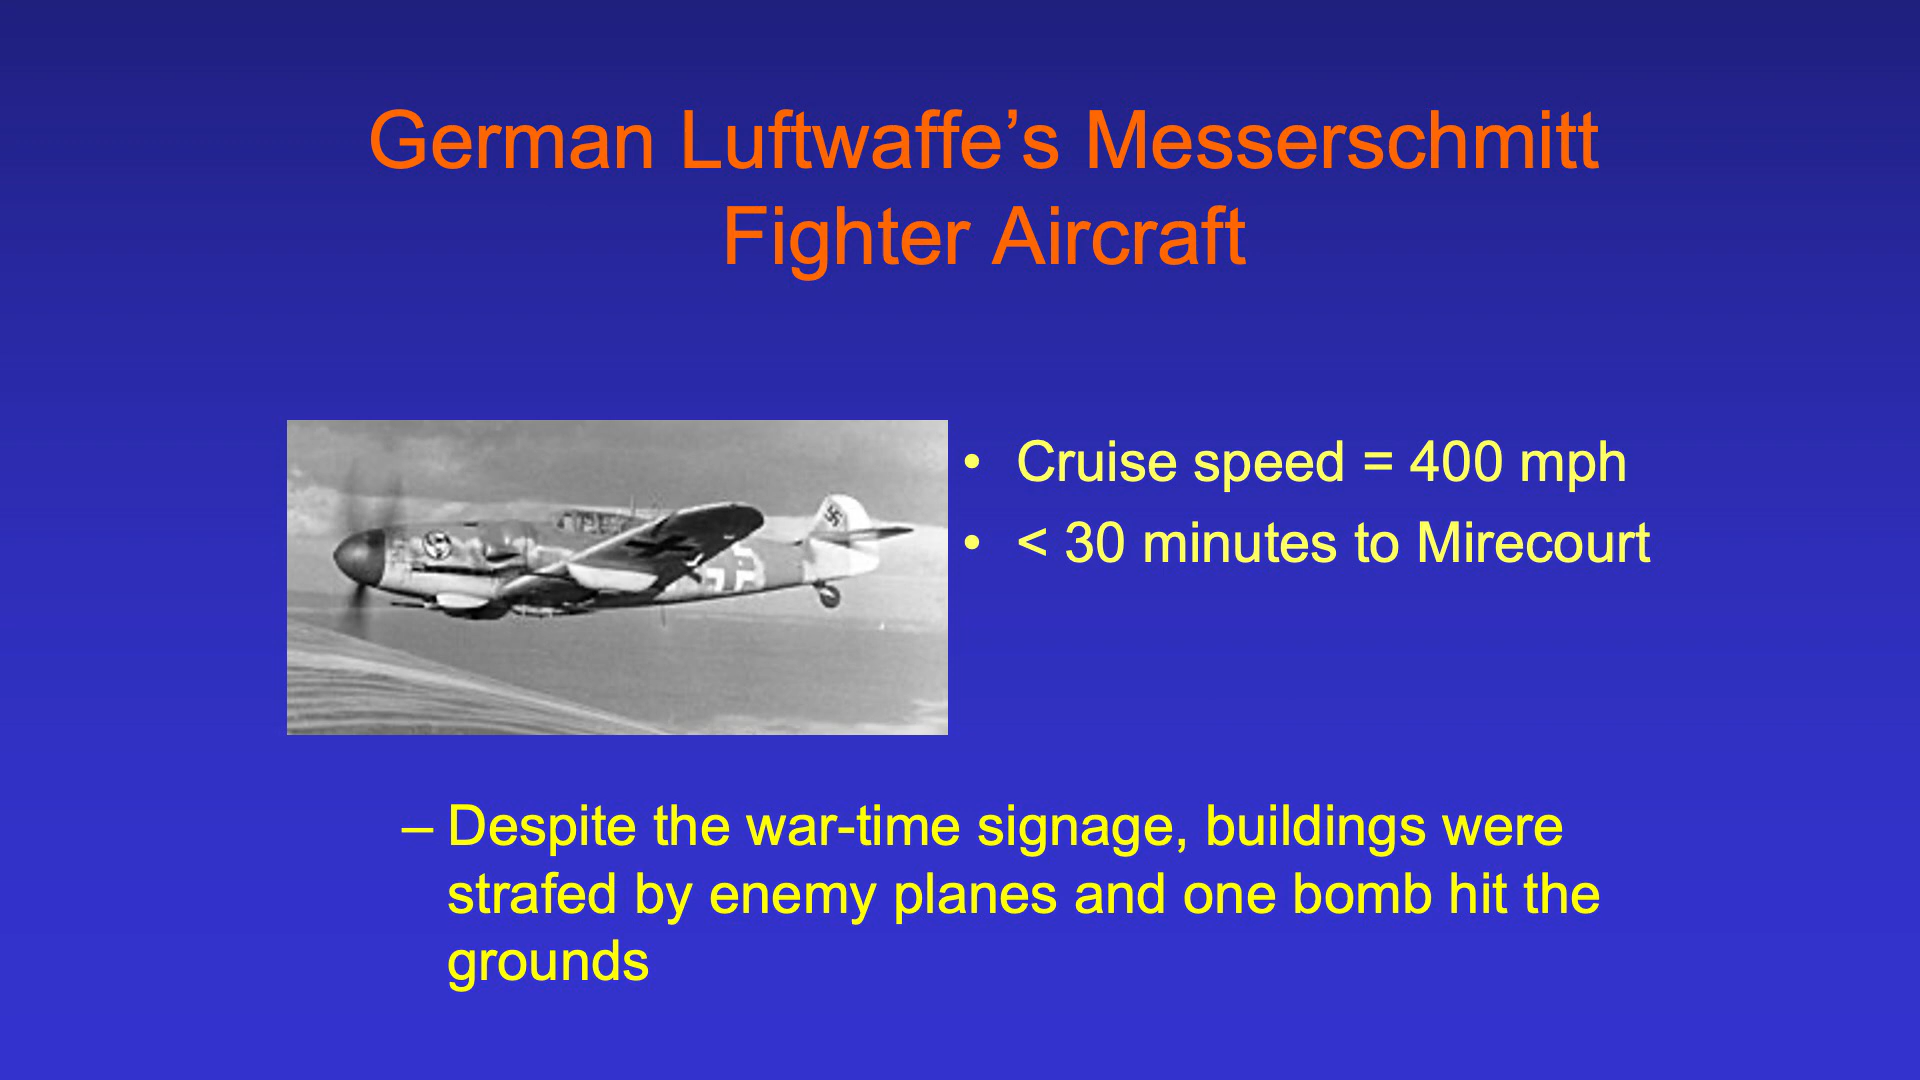 German Luftwaffe’s Messerschmitt
Fighter Aircraft
• Cruise speed = 400 mph
• < 30 minutes to Mirecourt
– Despite the war-time signage, buildings were
strafed by enemy planes and one bomb hit the
grounds